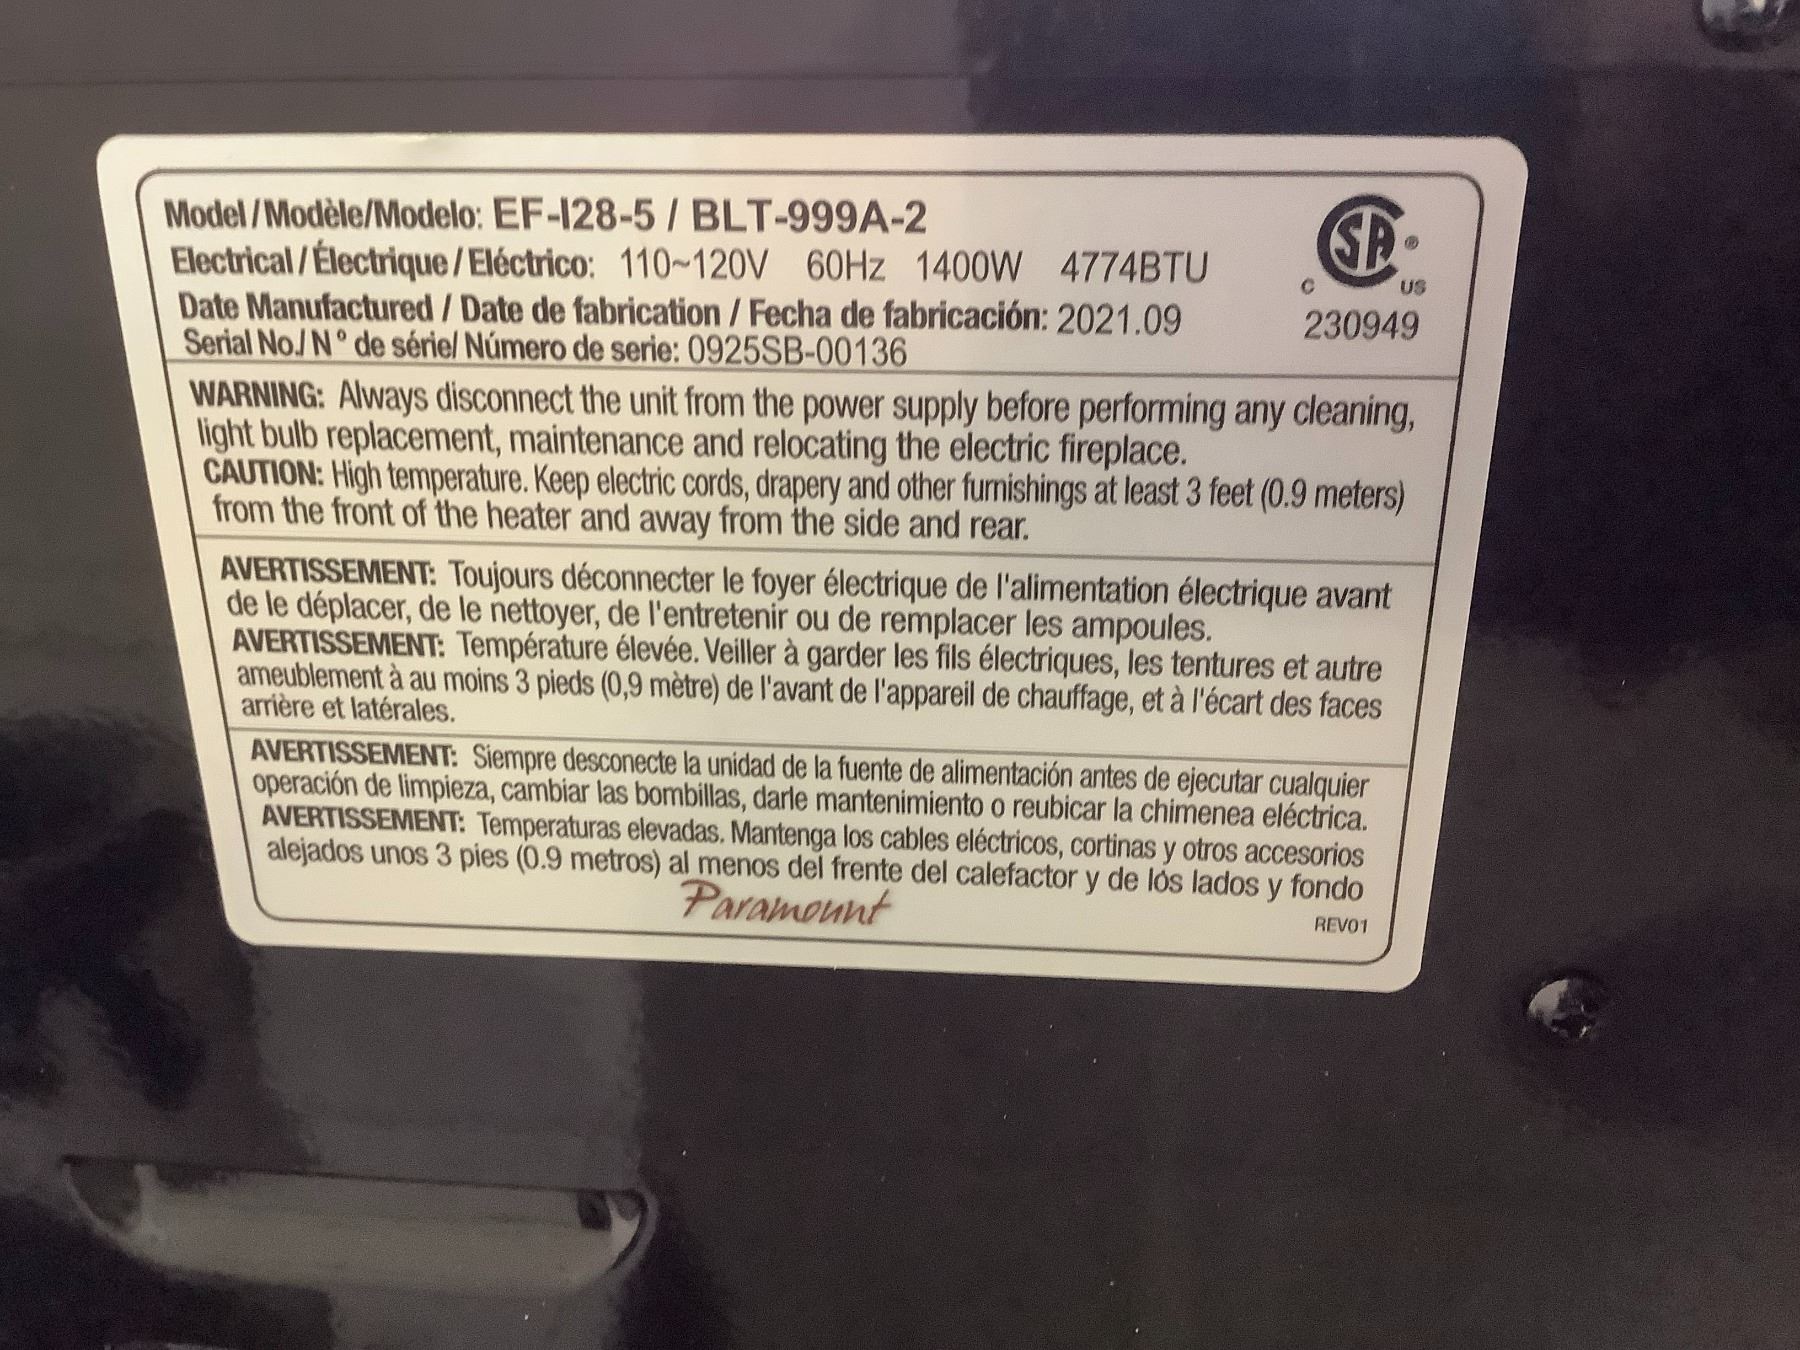 Model / Modèle/Modelo: EF-I28-5 / BLT-999A-2
Electrical / Électrique / Eléctrico: 110~120V 60Hz 1400W 4774BTU
Date Manufactured / Date de fabrication / Fecha de fabricación: 2021.09
Serial No./ N° de série/ Número de serie: 0925SB-00136
SA ®
C US
230949
WARNING: Always disconnect the unit from the power supply before performing any cleaning,
light bulb replacement, maintenance and relocating the electric fireplace.
CAUTION: High temperature. Keep electric cords, drapery and other furnishings at least 3 feet (0.9 meters)
from the front of the heater and away from the side and rear.
AVERTISSEMENT: Toujours déconnecter le foyer électrique de l'alimentation électrique avant
de le déplacer, de le nettoyer, de l'entretenir ou de remplacer les ampoules.
AVERTISSEMENT: Température élevée. Veiller à garder les fils électriques, les tentures et autre
ameublement à au moins 3 pieds (0,9 mètre) de l'avant de l'appareil de chauffage, et à l'écart des faces
arrière et latérales.
AVERTISSEMENT: Siempre desconecte la unidad de la fuente de alimentación antes de ejecutar cualquier
operación de limpieza, cambiar las bombillas, darle mantenimiento o reubicar la chimenea eléctrica.
AVERTISSEMENT: Temperaturas elevadas. Mantenga los cables eléctricos, cortinas y otros accesorios
alejados unos 3 pies (0.9 metros) al menos del frente del calefactor y de lós lados y fondo
Paramount
REV01